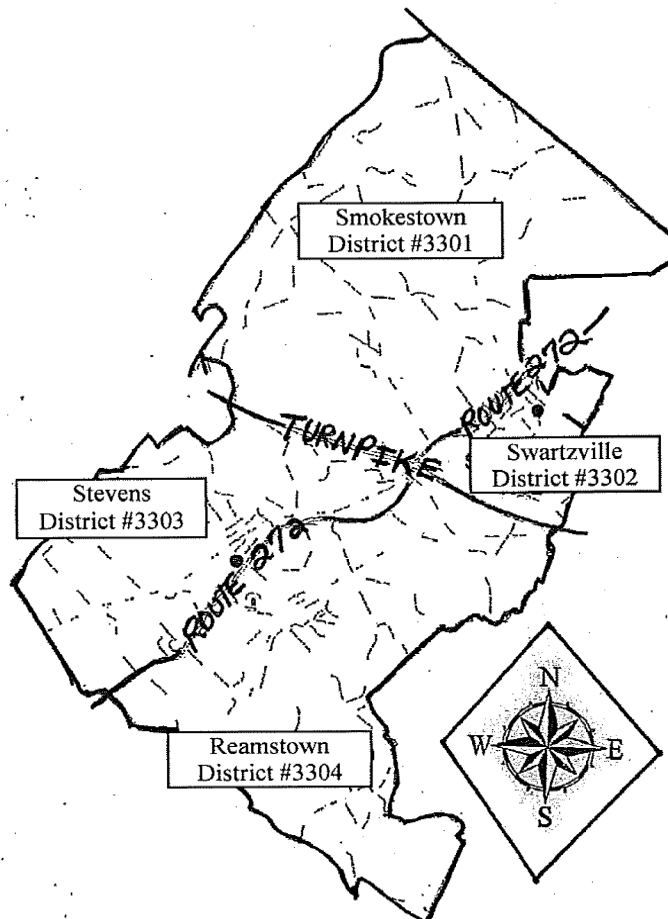 Smokestown
District #3301
ROUTE 272
TURNPIKE
Swartzville
District #3302
Stevens
District #3303
ROUTE 272
Reamstown
District #3304
N
W
E
S